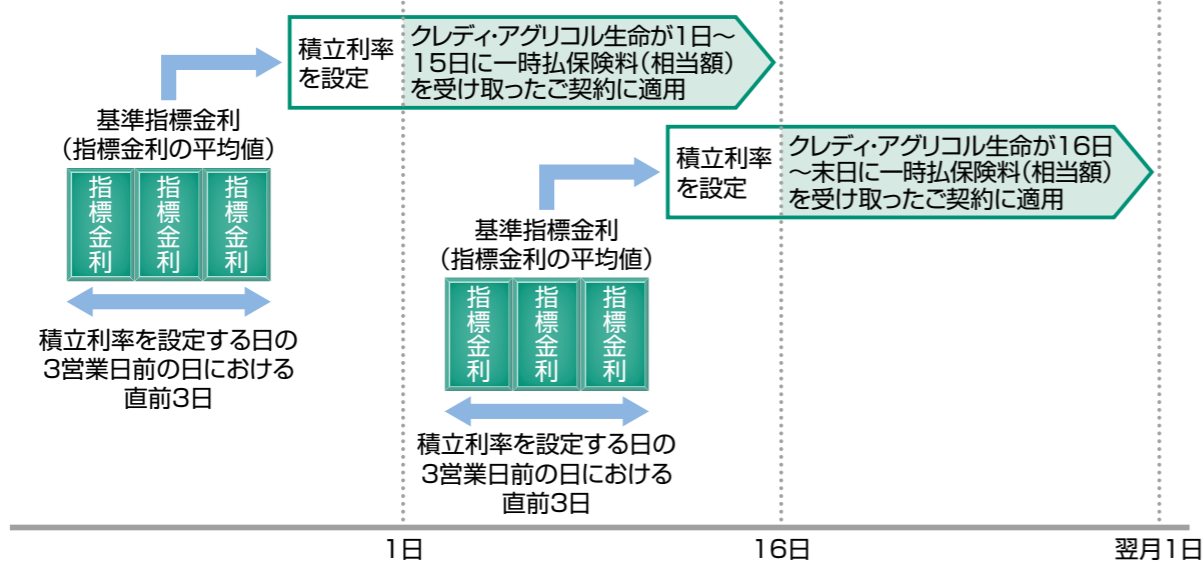 積立利率
を設定
クレディ・アグリコル生命が1日～
15日に一時払保険料（相当額）
を受け取ったご契約に適用
基準指標金利
（指標金利の平均値）
指標金利
指標金利
指標金利
積立利率を設定する日の
3営業日前の日における
直前3日
積立利率
を設定
クレディ・アグリコル生命が16日
～末日に一時払保険料（相当額）
を受け取ったご契約に適用
基準指標金利
（指標金利の平均値）
指標金利
指標金利
指標金利
積立利率を設定する日の
3営業日前の日における
直前3日
1日
16日
翌月1日